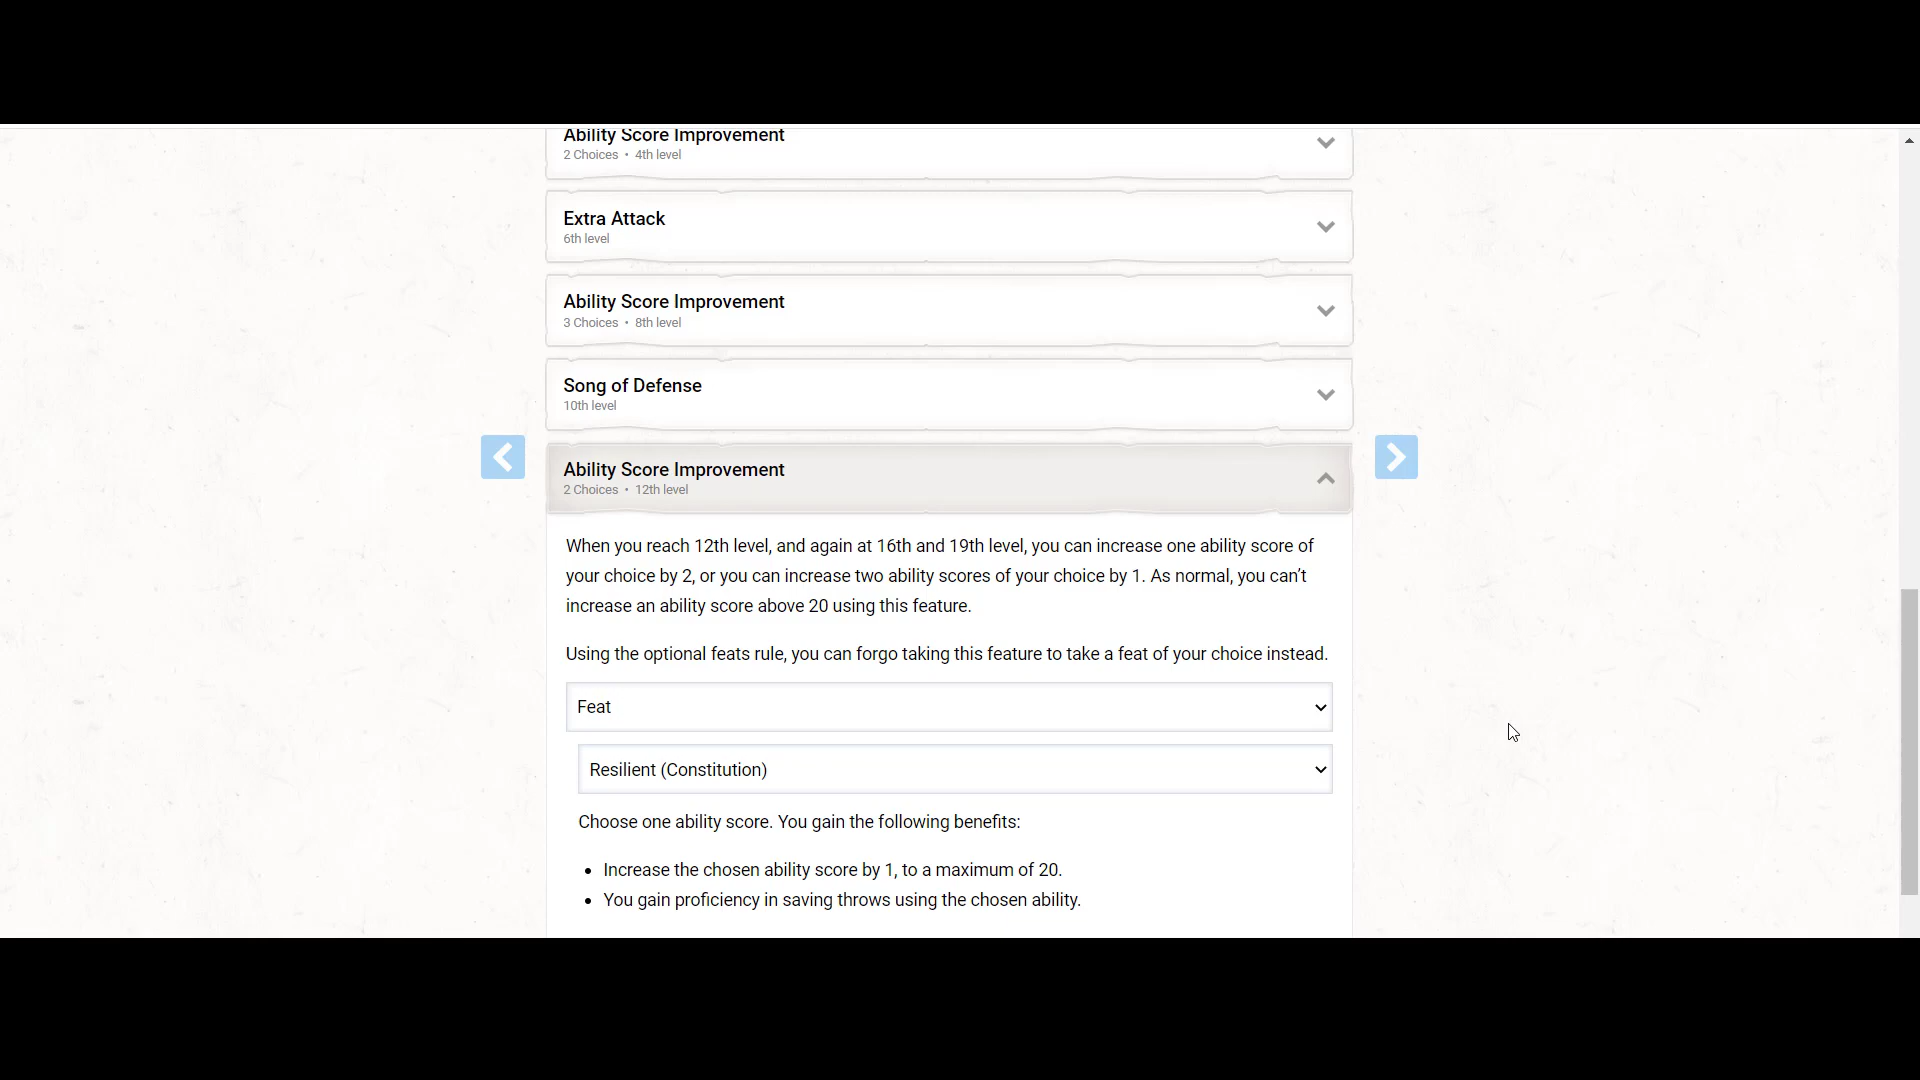 Ability Score Improvement
2 Choices • 4th level
Extra Attack
6th level
Ability Score Improvement
3 Choices • 8th level
Song of Defense
10th level
Ability Score Improvement
2 Choices • 12th level
When you reach 12th level, and again at 16th and 19th level, you can increase one ability score of
your choice by 2, or you can increase two ability scores of your choice by 1. As normal, you can’t
increase an ability score above 20 using this feature.
Using the optional feats rule, you can forgo taking this feature to take a feat of your choice instead.
Feat
Resilient (Constitution)
Choose one ability score. You gain the following benefits:
• Increase the chosen ability score by 1, to a maximum of 20.
• You gain proficiency in saving throws using the chosen ability.